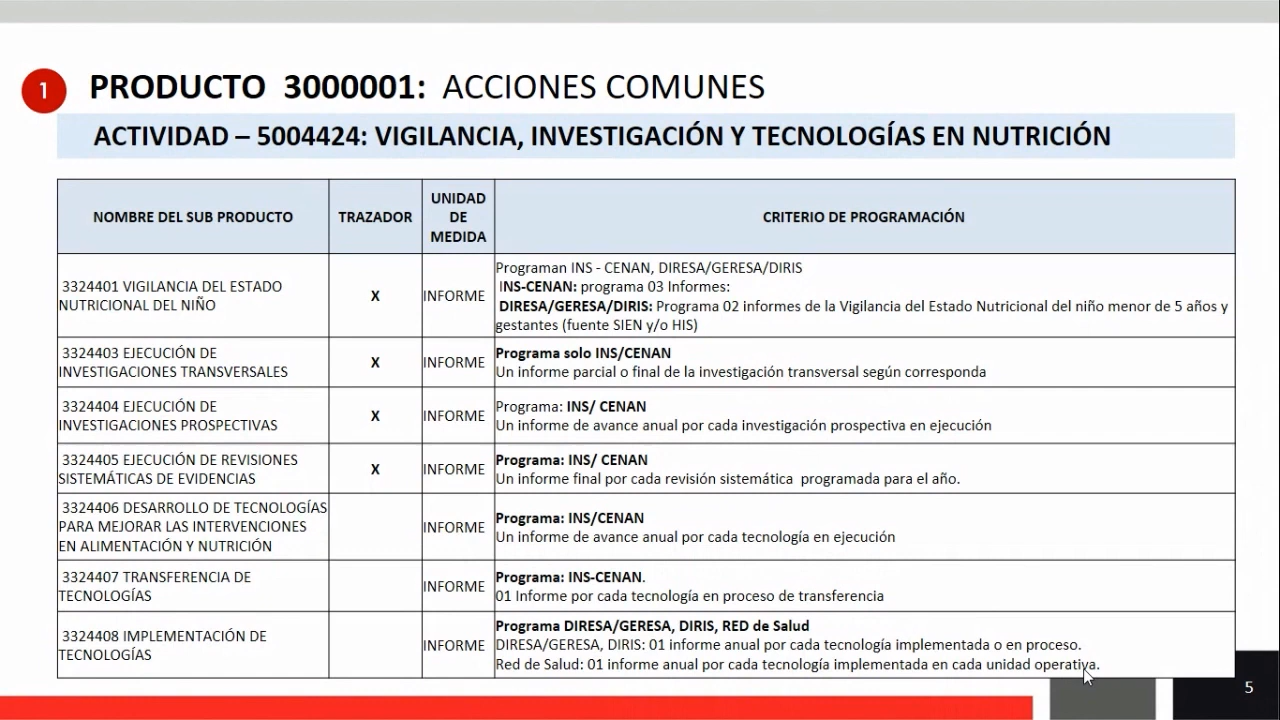 1
PRODUCTO 3000001: ACCIONES COMUNES
ACTIVIDAD – 5004424: VIGILANCIA, INVESTIGACIÓN Y TECNOLOGÍAS EN NUTRICIÓN
NOMBRE DEL SUB PRODUCTO
TRAZADOR
UNIDAD
DE
MEDIDA
CRITERIO DE PROGRAMACIÓN
3324401 VIGILANCIA DEL ESTADO
NUTRICIONAL DEL NIÑO
X
INFORME
Programan INS - CENAN, DIRESA/GERESA/DIRIS
INS-CENAN: programa 03 Informes:
DIRESA/GERESA/DIRIS: Programa 02 informes de la Vigilancia del Estado Nutricional del niño menor de 5 años y
gestantes (fuente SIEN y/o HIS)
3324403 EJECUCIÓN DE
INVESTIGACIONES TRANSVERSALES
X
INFORME
Programa solo INS/CENAN
Un informe parcial o final de la investigación transversal según corresponda
3324404 EJECUCIÓN DE
INVESTIGACIONES PROSPECTIVAS
X
INFORME
Programa: INS/ CENAN
Un informe de avance anual por cada investigación prospectiva en ejecución
3324405 EJECUCIÓN DE REVISIONES
SISTEMÁTICAS DE EVIDENCIAS
X
INFORME
Programa: INS/ CENAN
Un informe final por cada revisión sistemática programada para el año.
3324406 DESARROLLO DE TECNOLOGÍAS
PARA MEJORAR LAS INTERVENCIONES
EN ALIMENTACIÓN Y NUTRICIÓN
INFORME
Programa: INS/CENAN
Un informe de avance anual por cada tecnología en ejecución
3324407 TRANSFERENCIA DE
TECNOLOGÍAS
INFORME
Programa: INS-CENAN.
01 Informe por cada tecnología en proceso de transferencia
3324408 IMPLEMENTACIÓN DE
TECNOLOGÍAS
INFORME
Programa DIRESA/GERESA, DIRIS, RED de Salud
DIRESA/GERESA, DIRIS: 01 informe anual por cada tecnología implementada o en proceso.
Red de Salud: 01 informe anual por cada tecnología implementada en cada unidad operativa.
5